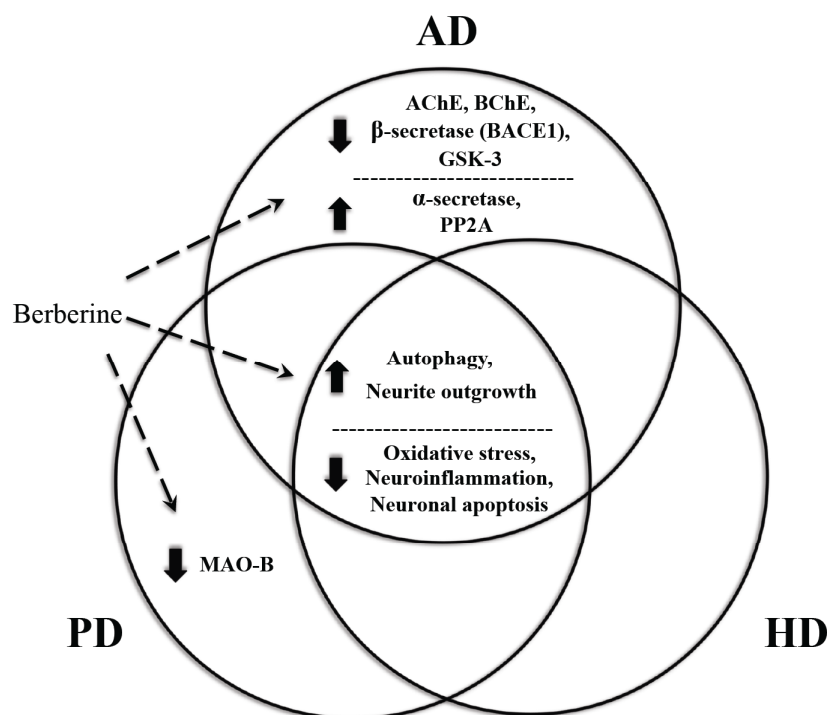 AD
AChE, BChE,
β-secretase (BACE1),
GSK-3
α-secretase,
PP2A
Berberine
Autophagy,
Neurite outgrowth
Oxidative stress,
Neuroinflammation,
Neuronal apoptosis
MAO-B
PD
HD